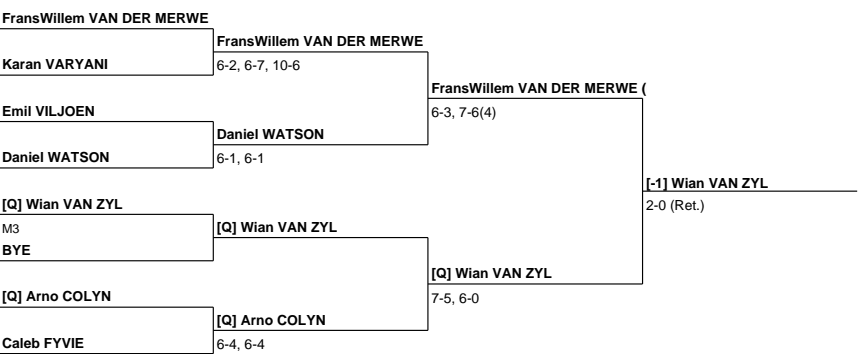 FransWillem VAN DER MERWE
Karan VARYANI
Emil VILJOEN
Daniel WATSON
[Q] Wian VAN ZYL
M3
BYE
[Q] Arno COLYN
Caleb FYVIE
FransWillem VAN DER MERWE
6-2, 6-7, 10-6
Daniel WATSON
6-1, 6-1
[Q] Wian VAN ZYL
[Q] Arno COLYN
6-4, 6-4
FransWillem VAN DER MERWE (
6-3, 7-6(4)
[Q] Wian VAN ZYL
7-5, 6-0
[-1] Wian VAN ZYL
2-0 (Ret.)